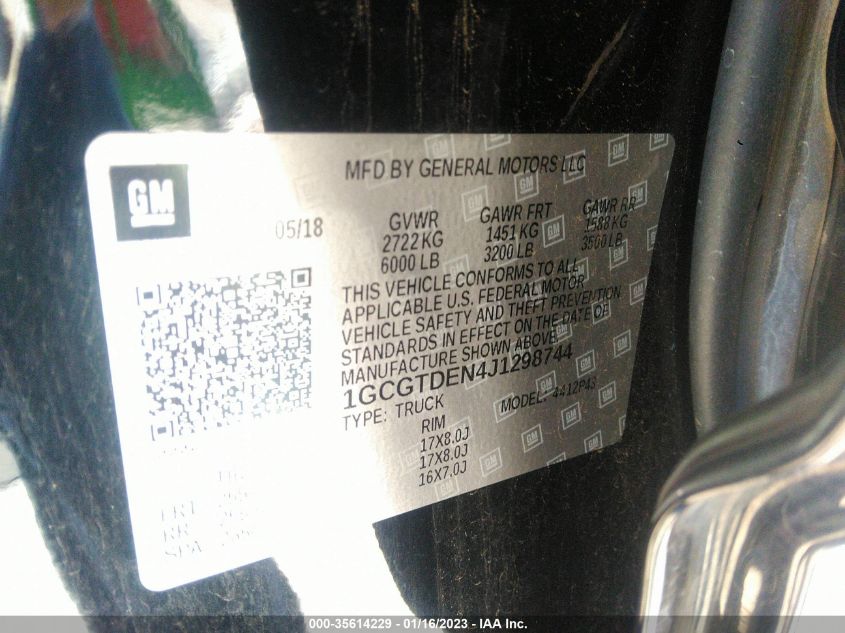 GM
MFD BY GENERAL MOTORS LLC
05/18
GVWR GAWR FRT GAWR RR
2722 KG 1451 KG 1588 KG
6000 LB 3200 LB 3500 LB
THIS VEHICLE CONFORMS TO ALL
APPLICABLE U.S. FEDERAL MOTOR
VEHICLE SAFETY AND THEFT PREVENTION
STANDARDS IN EFFECT ON THE DATE OF
MANUFACTURE SHOWN ABOVE
1GCGTDEN4J1298744
TYPE: TRUCK MODEL: 4412P43
RIM
17X8.0J
FRT 17X8.0J
RR 16X7.0J
SPA
000-35614229 - 01/16/2023 - IAA Inc.